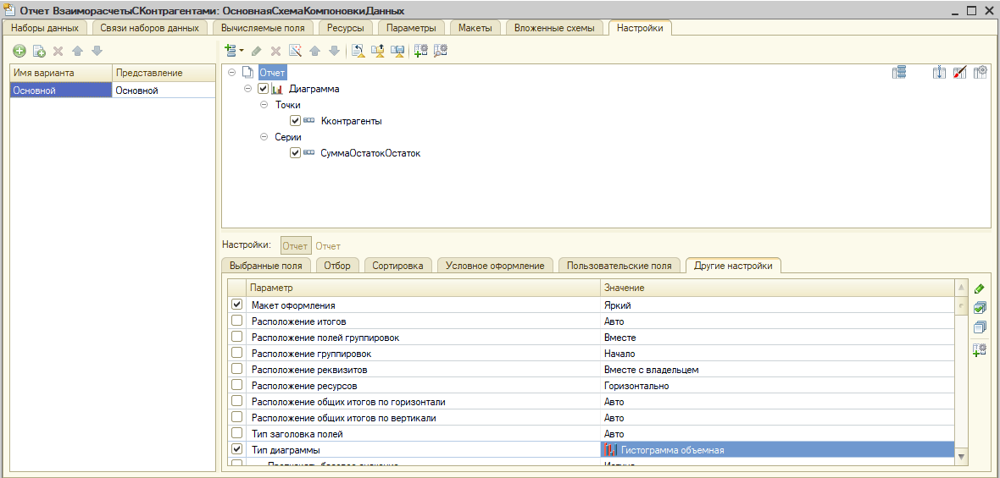 Отчет ВзаиморасчетыСКонтрагентами: ОсновнаяСхемаКомпоновкиДанных
Наборы данных Связи наборов данных Вычисляемые поля Ресурсы Параметры Макеты Вложенные схемы Настройки
Имя варианта Представление
Основной Основной
Отчет
Диаграмма
Точки
Кконтрагенты
Серии
СуммаОстатокОстаток
Настройки: Отчет Отчет
Выбранные поля Отбор Сортировка Условное оформление Пользовательские поля Другие настройки
Параметр Значение
Макет оформления Яркий
Расположение итогов Авто
Расположение полей группировок Вместе
Расположение группировок Начало
Расположение реквизитов Вместе с владельцем
Расположение ресурсов Горизонтально
Расположение общих итогов по горизонтали Авто
Расположение общих итогов по вертикали Авто
Тип заголовка полей Авто
Тип диаграммы Гистограмма объемная